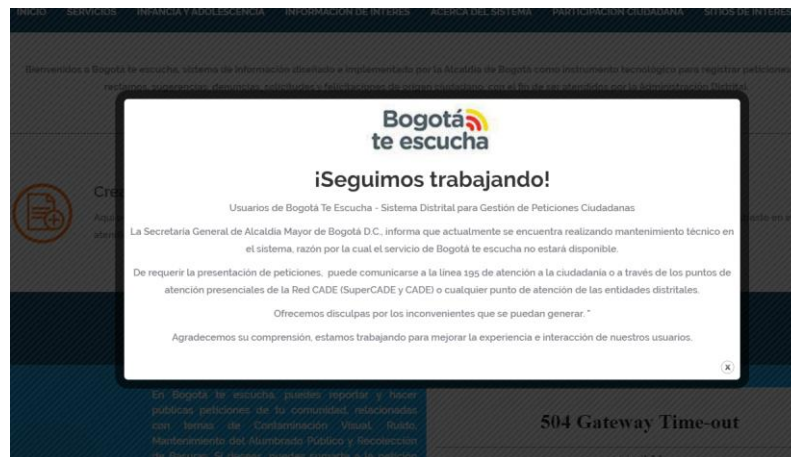 INICIO SERVICIOS INFANCIA Y ADOLESCENCIA INFORMACIÓN DE INTERÉS ACERCA DEL SISTEMA PARTICIPACIÓN CIUDADANA SITIOS DE INTERÉS
Bienvenidos a Bogotá te escucha, sistema de información diseñado e implementado por la Alcaldía de Bogotá como instrumento tecnológico para registrar peticiones,
Bogotá
te escucha
¡Seguimos trabajando!
Usuarios de Bogotá Te Escucha - Sistema Distrital para Gestión de Peticiones Ciudadanas
La Secretaria General de Alcaldía Mayor de Bogotá D.C., informa que actualmente se encuentra realizando mantenimiento técnico en
el sistema, razón por la cual el servicio de Bogotá te escucha no estará disponible.
De requerir la presentación de peticiones, puede comunicarse a la línea 195 de atención a la ciudadanía o a través de los puntos de
atención presenciales de la Red CADE (SuperCADE y CADE) o cualquier punto de atención de las entidades distritales.
Ofrecemos disculpas por los inconvenientes que se puedan generar. "
Agradecemos su comprensión, estamos trabajando para mejorar la experiencia e interacción de nuestros usuarios.
x
En Bogotá te escucha, puedes reportar y hacer
públicas peticiones de tu comunidad, relacionadas
con temas de Contaminación Visual, Ruido,
Mantenimiento del Alumbrado Público y Recolección
504 Gateway Time-out